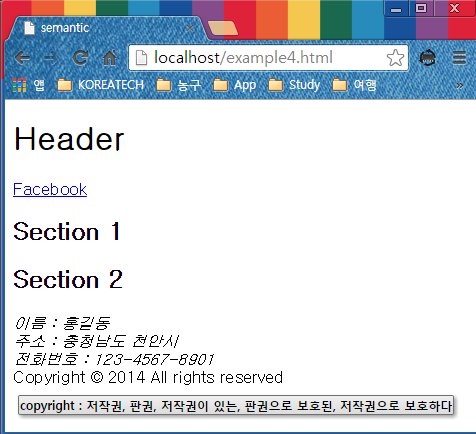 semantic
localhost/example4.html
앱 KOREATECH 농구 App Study 여행 »
Header
Facebook
Section 1
Section 2
이름 : 홍길동
주소 : 충청남도 천안시
전화번호 : 123-4567-8901
Copyright © 2014 All rights reserved
copyright : 저작권, 판권, 저작권이 있는, 판권으로 보호된, 저작권으로 보호하다